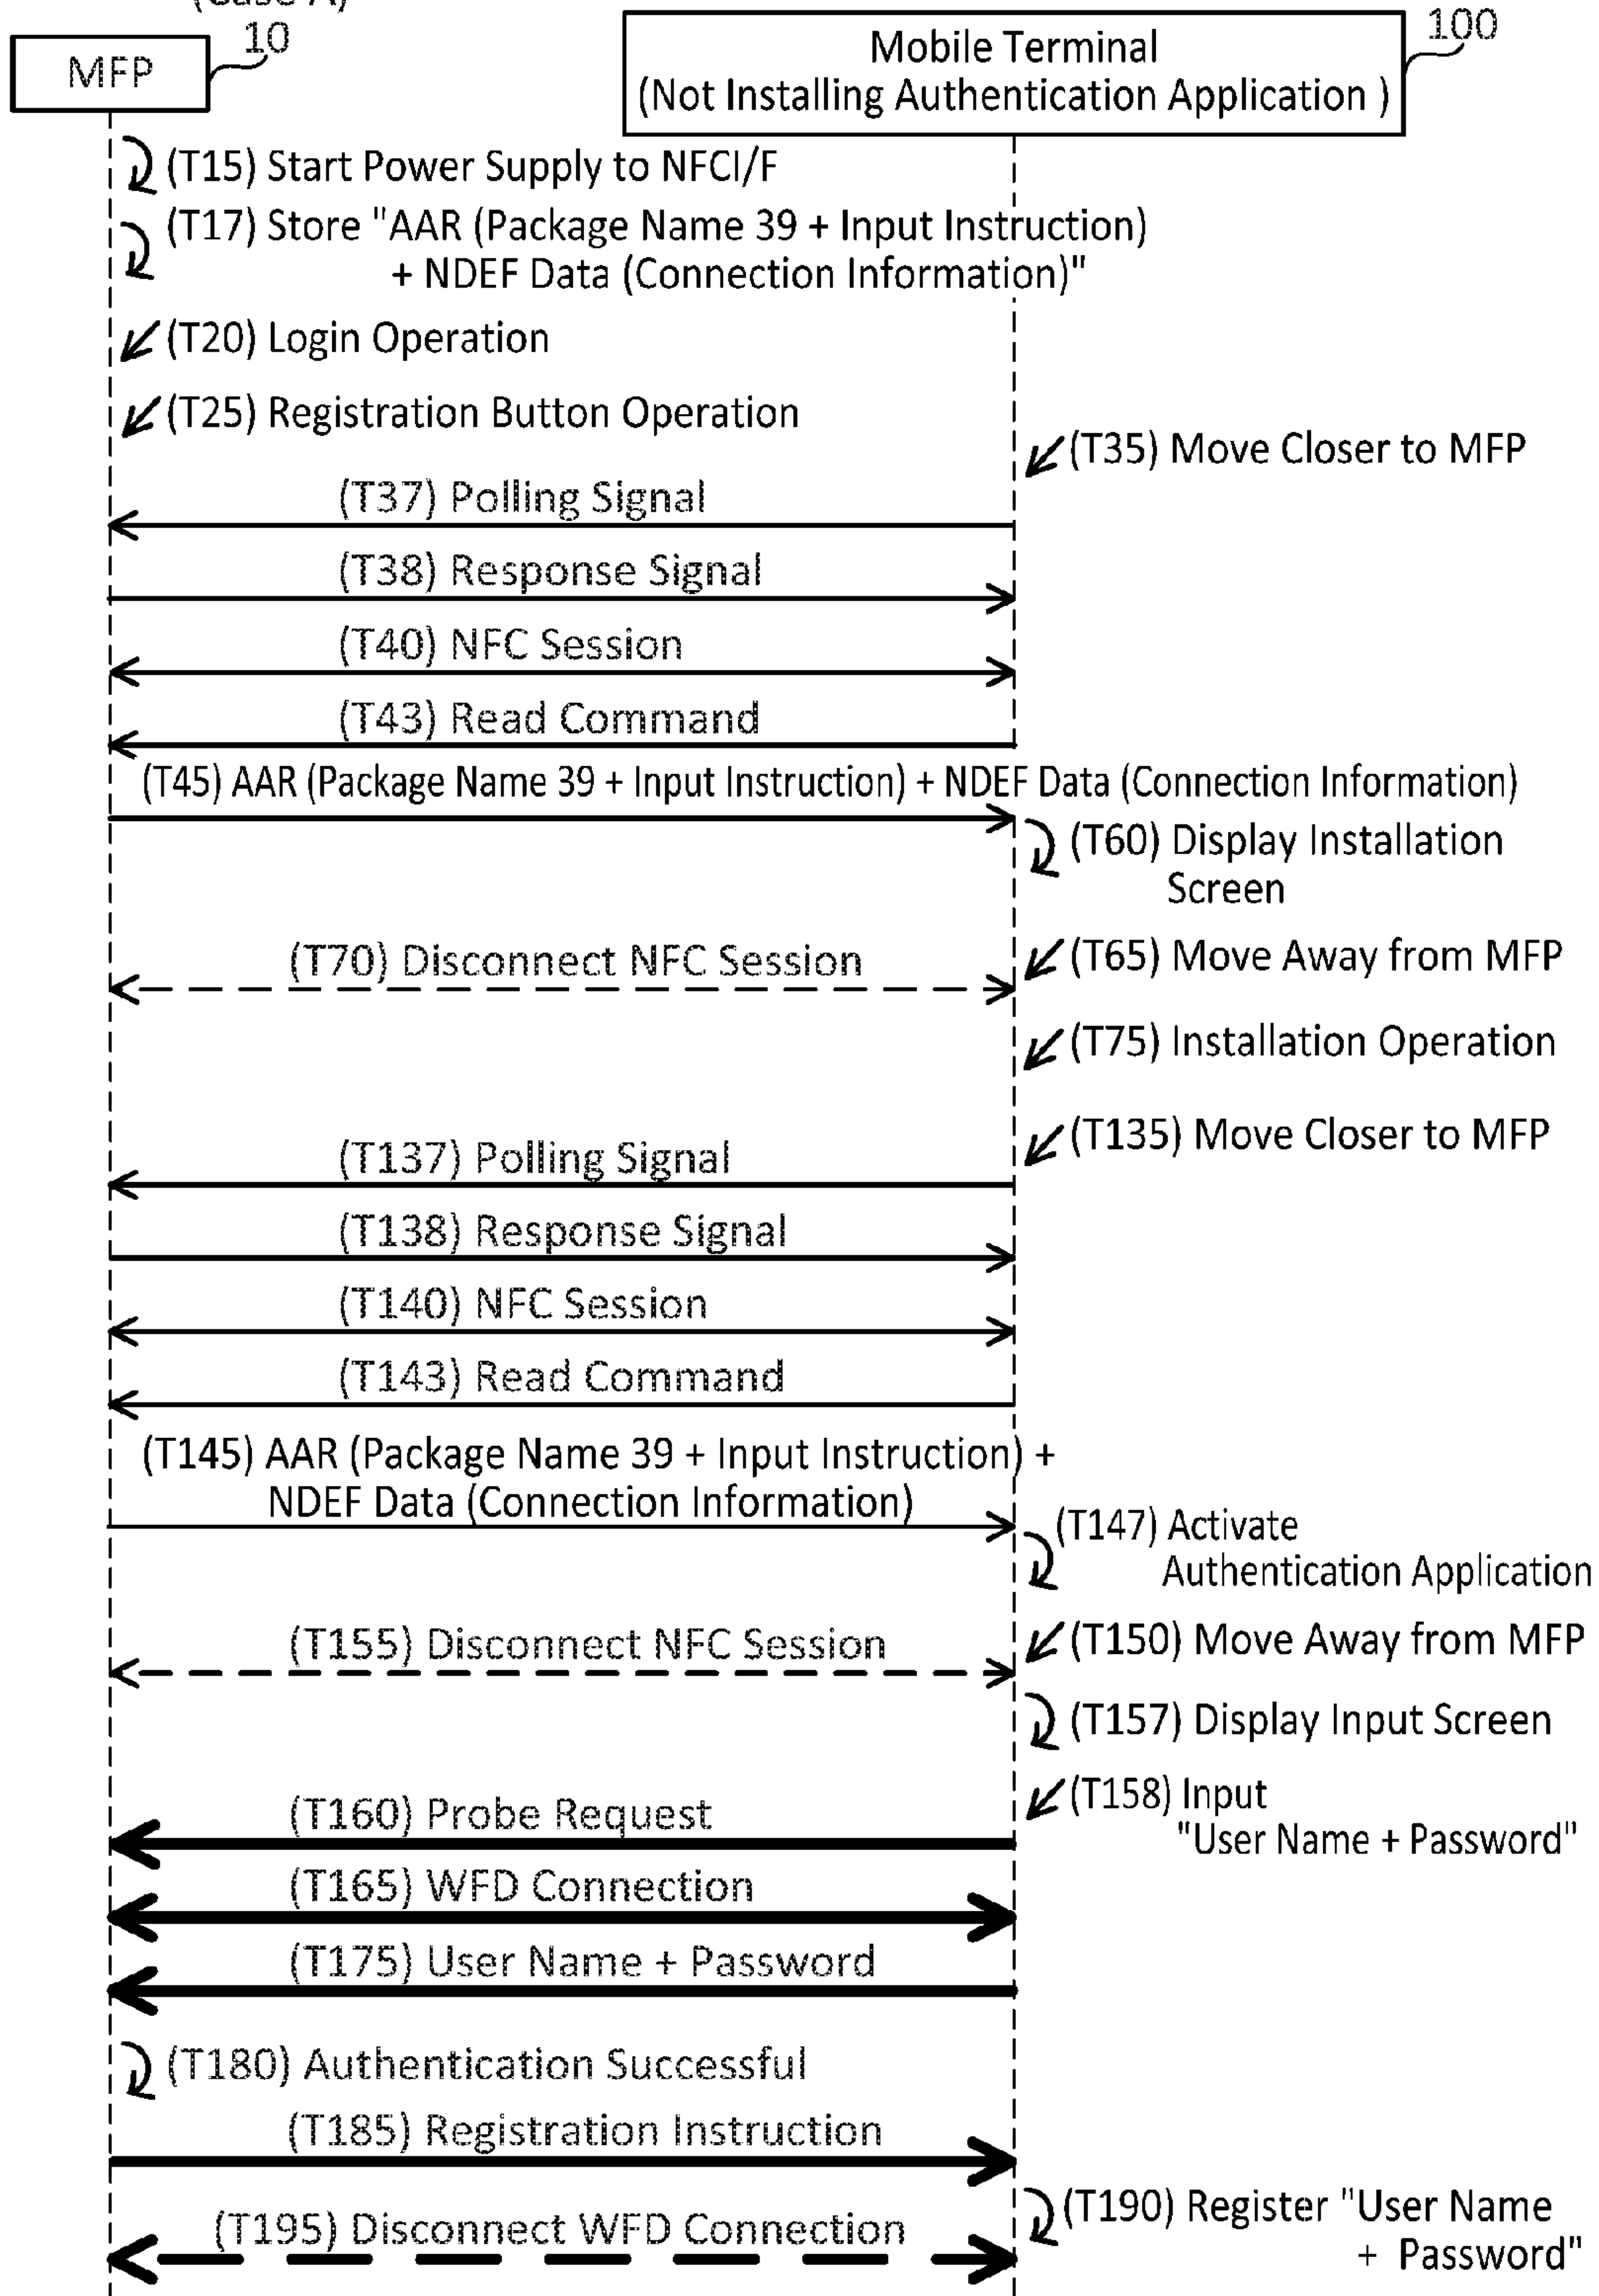 (Case A)
10
MFP
100
Mobile Terminal
(Not Installing Authentication Application )
(T15) Start Power Supply to NFCI/F
(T17) Store "AAR (Package Name 39 + Input Instruction)
+ NDEF Data (Connection Information)"
(T20) Login Operation
(T25) Registration Button Operation
(T35) Move Closer to MFP
(T37) Polling Signal
(T38) Response Signal
(T40) NFC Session
(T43) Read Command
(T45) AAR (Package Name 39 + Input Instruction) + NDEF Data (Connection Information)
(T60) Display Installation
Screen
(T65) Move Away from MFP
(T70) Disconnect NFC Session
(T75) Installation Operation
(T135) Move Closer to MFP
(T137) Polling Signal
(T138) Response Signal
(T140) NFC Session
(T143) Read Command
(T145) AAR (Package Name 39 + Input Instruction) +
NDEF Data (Connection Information)
(T147) Activate
Authentication Application
(T150) Move Away from MFP
(T155) Disconnect NFC Session
(T157) Display Input Screen
(T158) Input
"User Name + Password"
(T160) Probe Request
(T165) WFD Connection
(T175) User Name + Password
(T180) Authentication Successful
(T185) Registration Instruction
(T190) Register "User Name
+ Password"
(T195) Disconnect WFD Connection